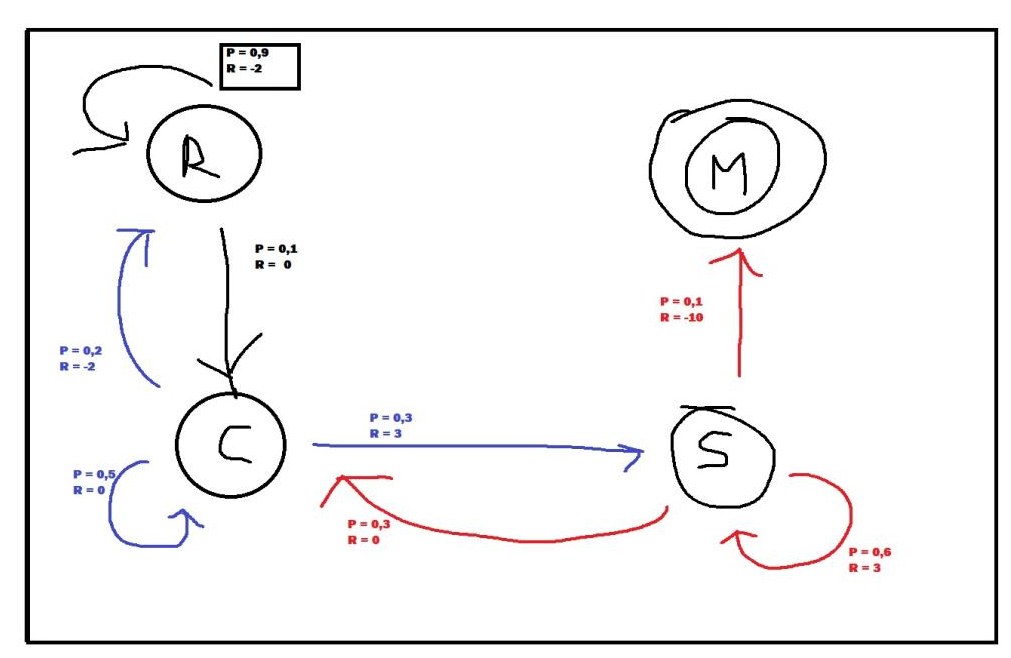 P = 0,9
R = -2
R
M
P = 0,1
R = 0
P = 0,1
R = -10
P = 0,2
R = -2
P = 0,3
R = 3
C
S
P = 0,5
R = 0
P = 0,3
R = 0
P = 0,6
R = 3